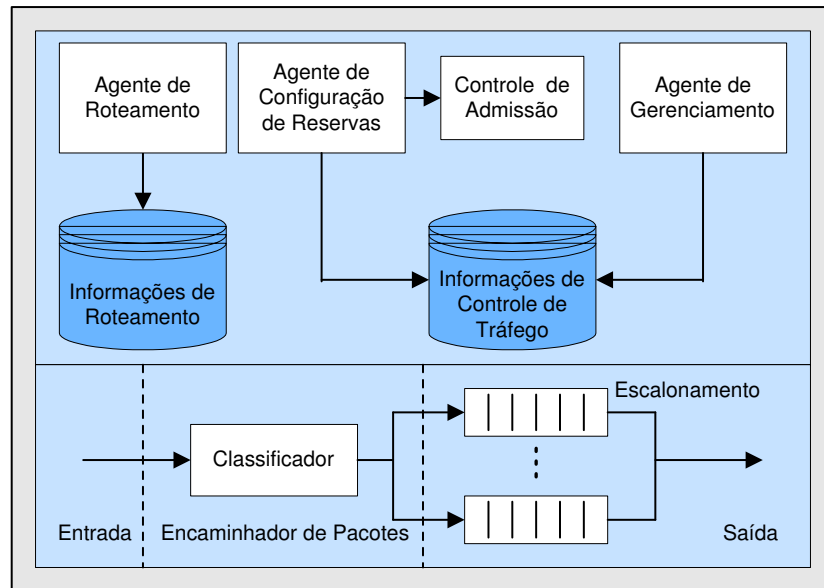 Agente de
Roteamento
Agente de
Configuração
de Reservas
Controle de
Admissão
Agente de
Gerenciamento
Informações de
Roteamento
Informações de
Controle de
Tráfego
Escalonamento
Classificador
Entrada
Encaminhador de Pacotes
Saída